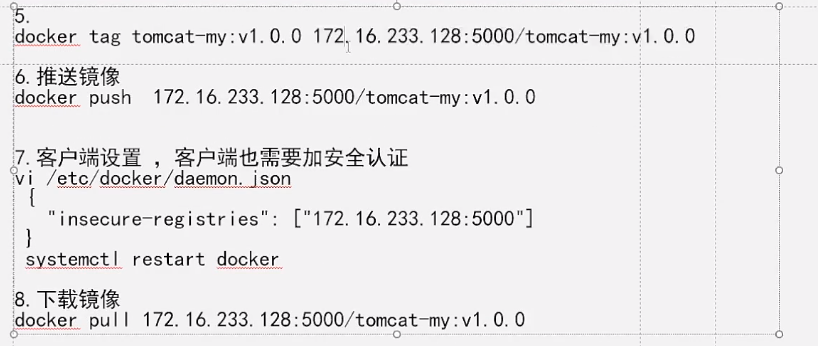 5.
docker tag tomcat-my:v1.0.0 172.16.233.128:5000/tomcat-my:v1.0.0
6.推送镜像
docker push  172.16.233.128:5000/tomcat-my:v1.0.0
7.客户端设置 ，客户端也需要加安全认证
vi /etc/docker/daemon.json
{
"insecure-registries": ["172.16.233.128:5000"]
}
systemctl restart docker
8.下载镜像
docker pull 172.16.233.128:5000/tomcat-my:v1.0.0